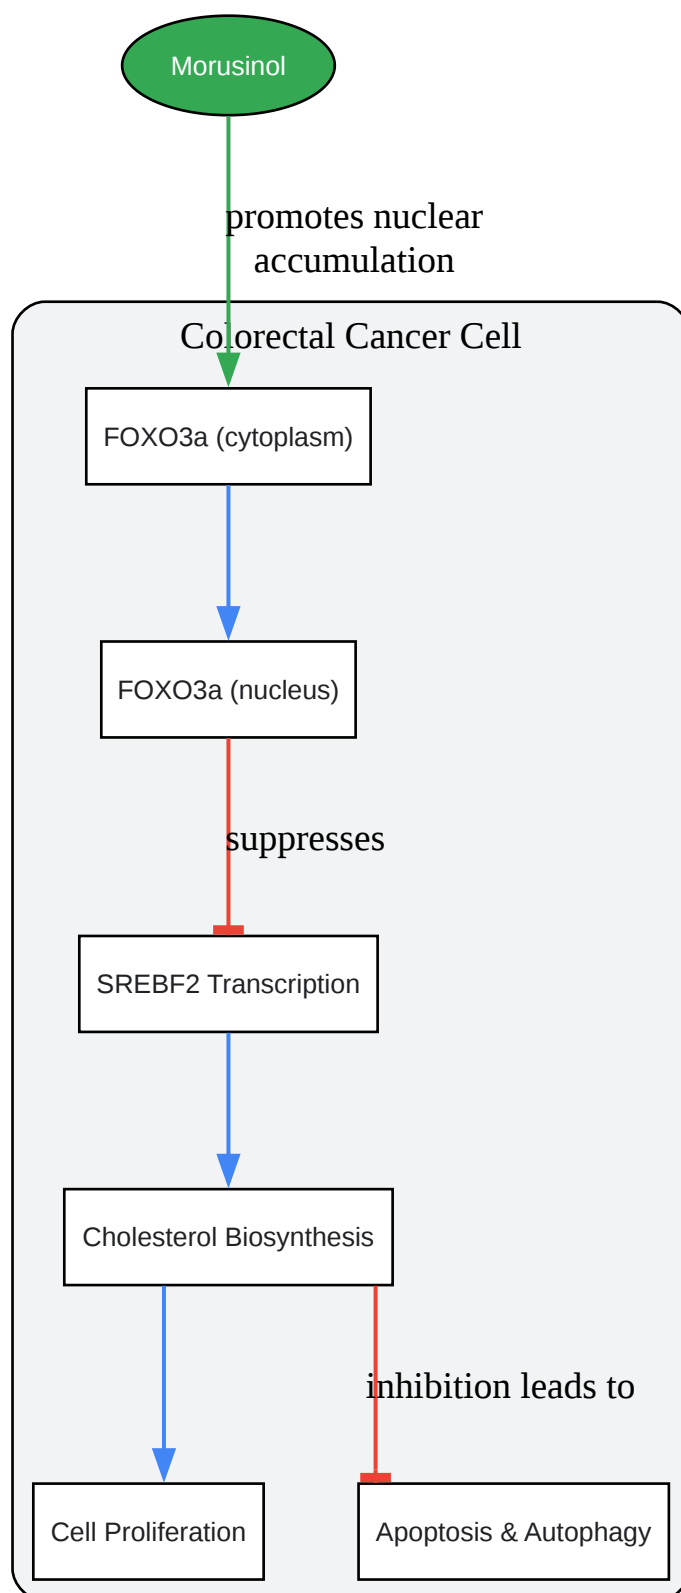 Morusinol
promotes nuclear
accumulation
Colorectal Cancer Cell
FOXO3a (cytoplasm)
FOXO3a (nucleus)
suppresses
SREBF2 Transcription
Cholesterol Biosynthesis
inhibition leads to
Cell Proliferation
Apoptosis & Autophagy